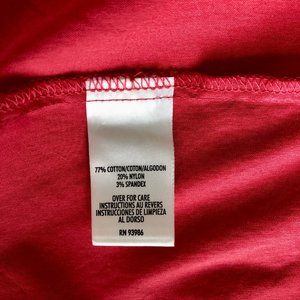 77% COTTON/COTON/ALGODON
20% NYLON
3% SPANDEX
OVER FOR CARE
INSTRUCTIONS AU REVERS
INSTRUCCIONES DE LIMPIEZA
AL DORSO
RN 93986